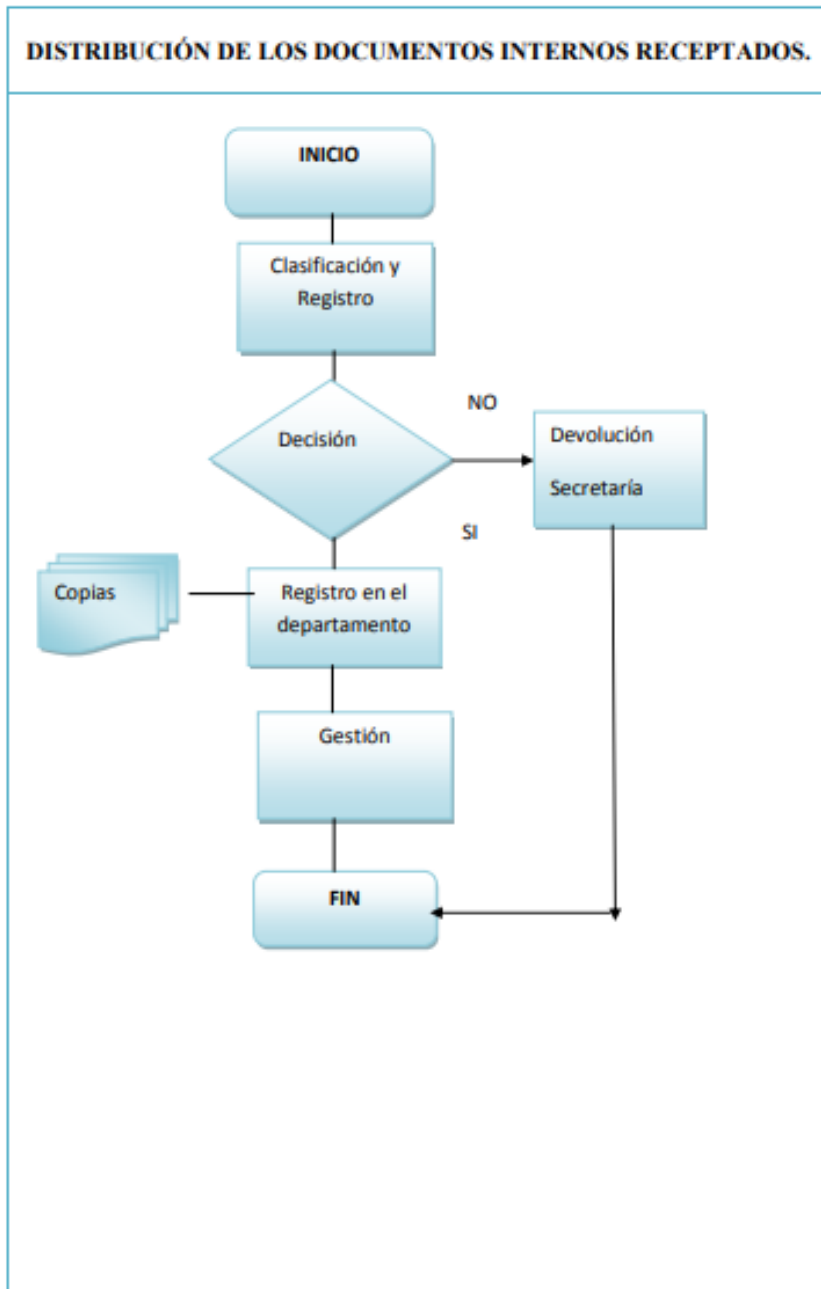 DISTRIBUCIÓN DE LOS DOCUMENTOS INTERNOS RECEPTADOS.
INICIO
Clasificación y
Registro
Decisión
NO
Devolución
Secretaría
SI
Copias
Registro en el
departamento
Gestión
FIN